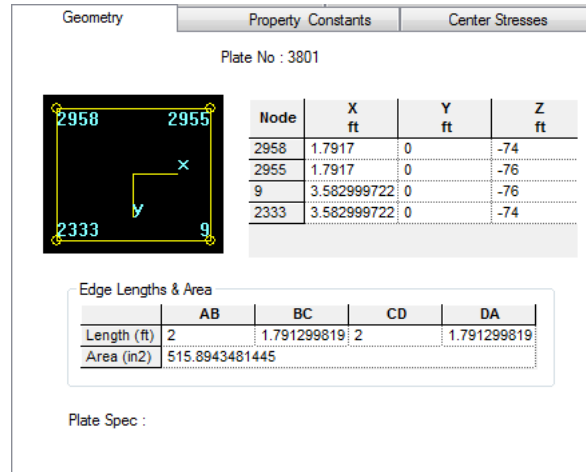 Geometry Property Constants Center Stresses
Plate No : 3801
2958 2955
x
y
2333 9
Node X ft Y ft Z ft
2958 1.7917 0 -74
2955 1.7917 0 -76
9 3.582999722 0 -76
2333 3.582999722 0 -74
Edge Lengths & Area
AB BC CD DA
Length (ft) 2 1.791299819 2 1.791299819
Area (in2) 515.8943481445
Plate Spec :